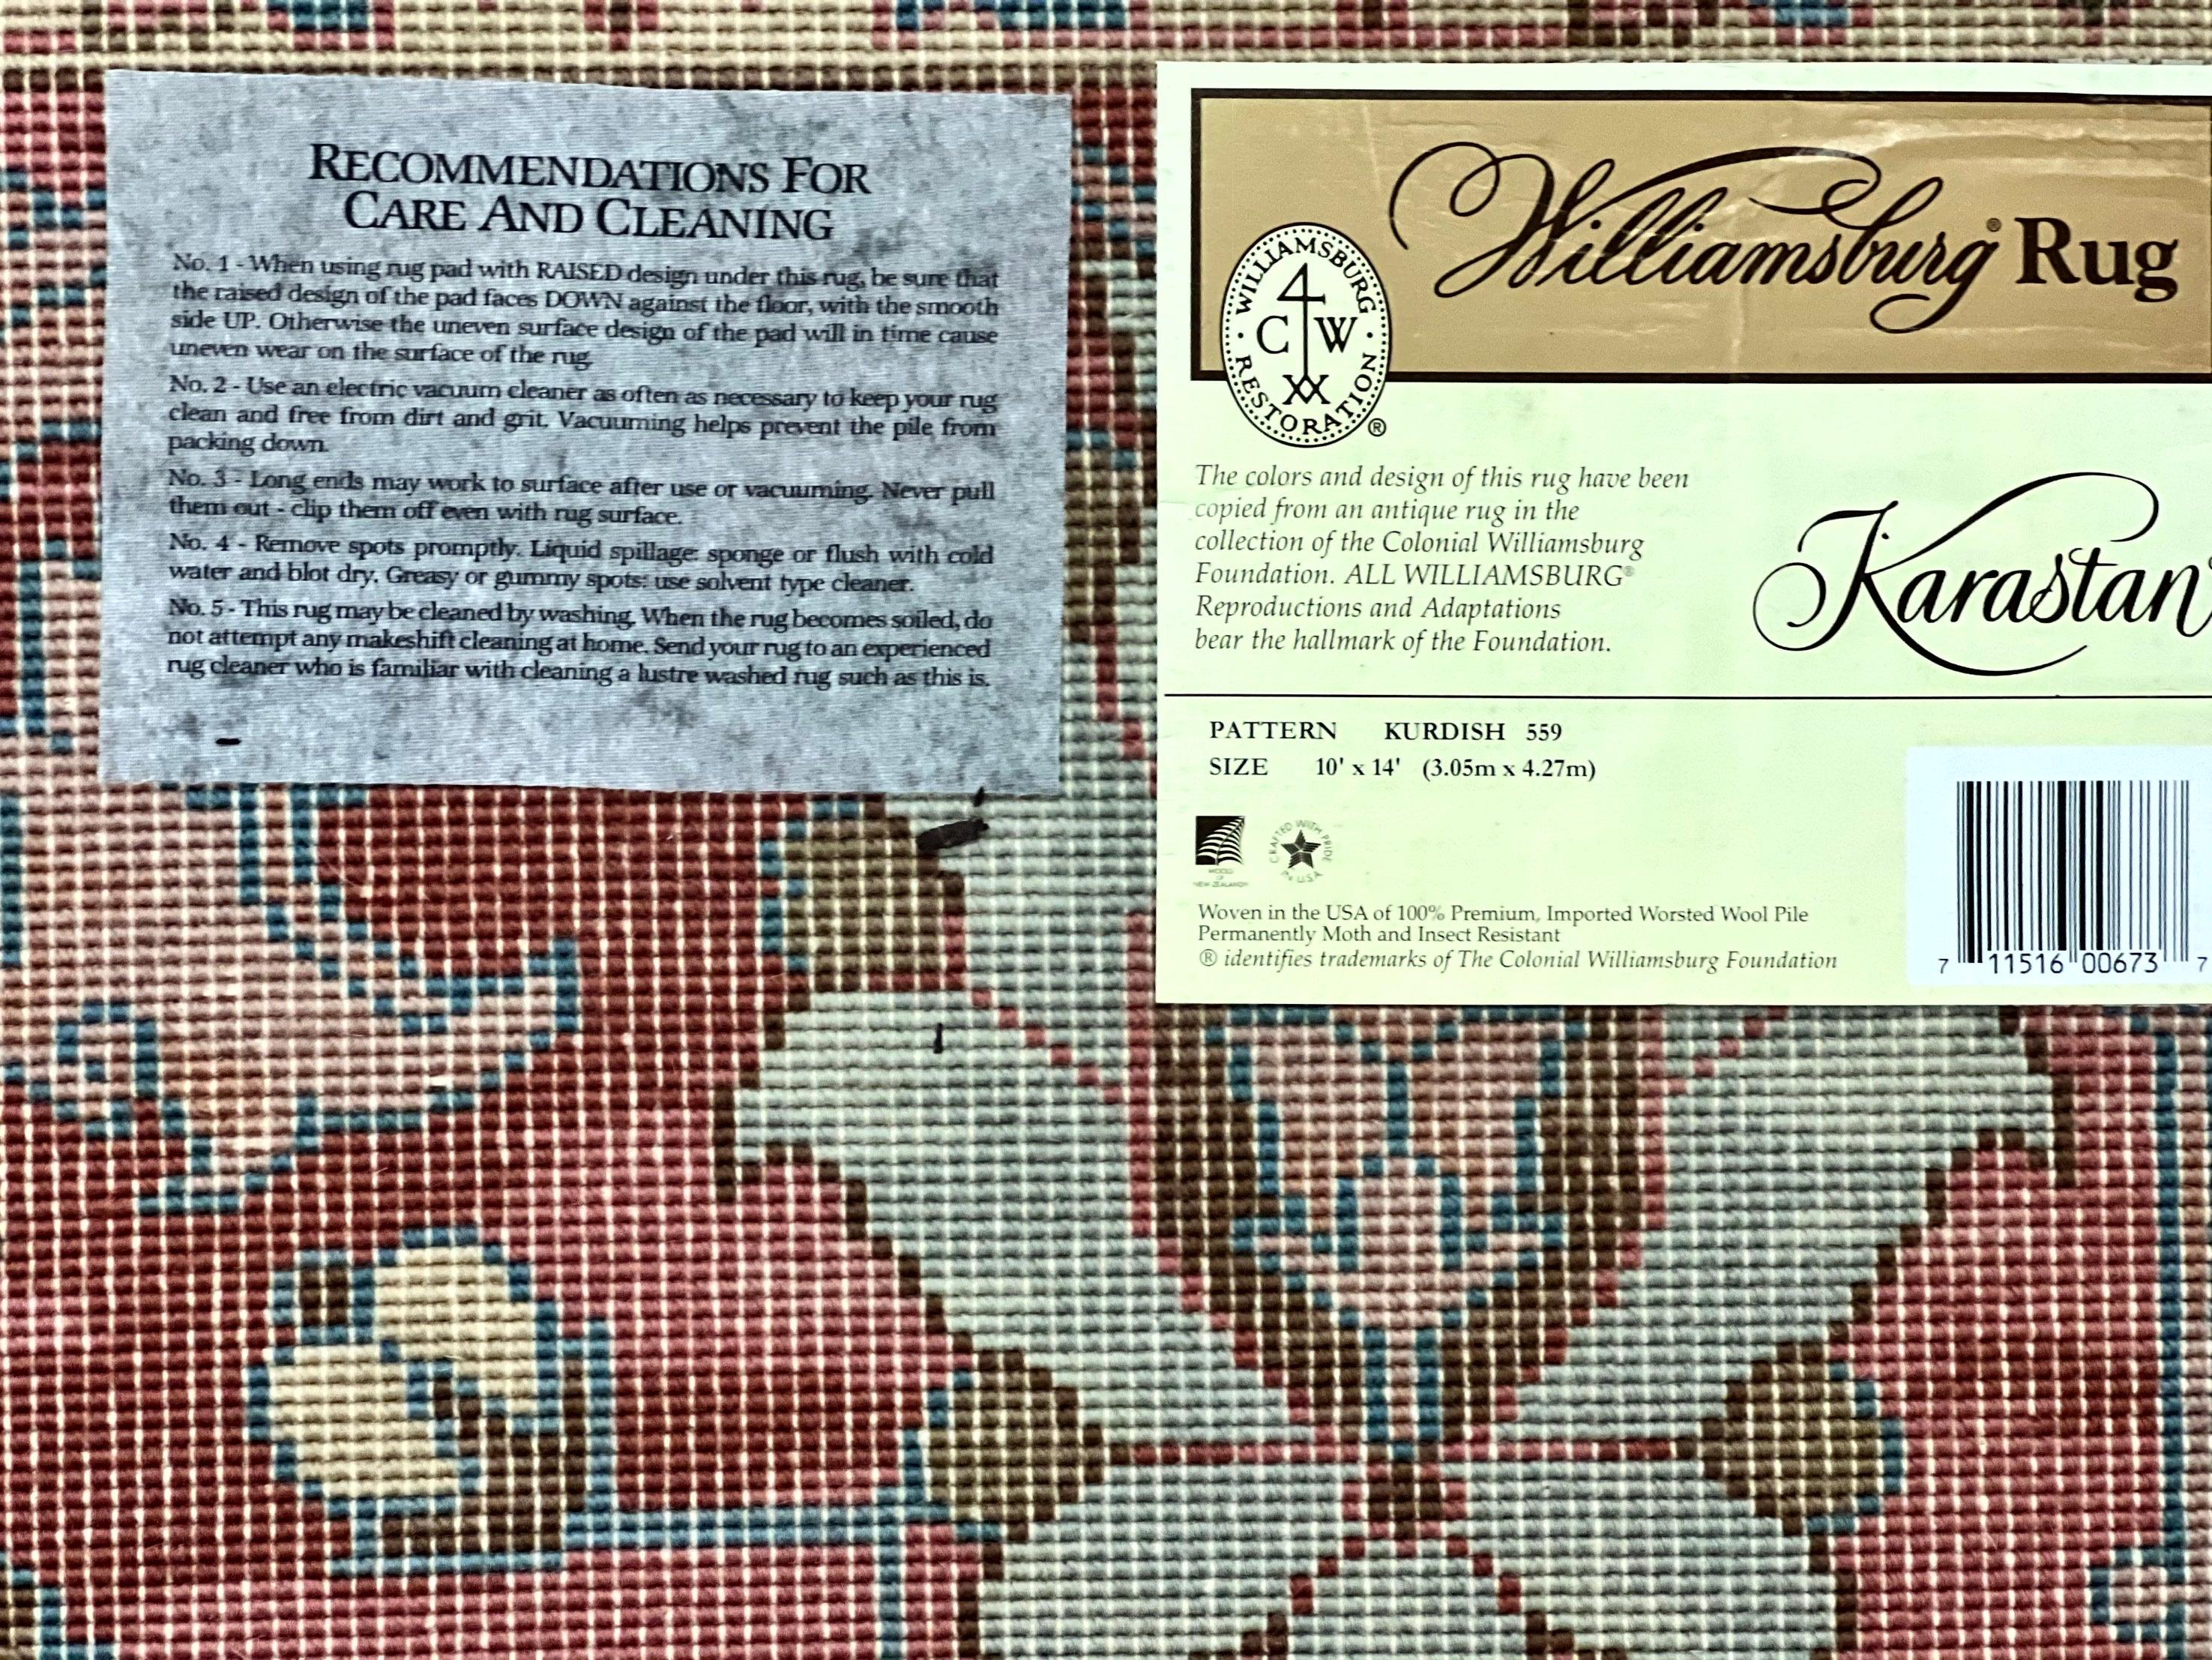 RECOMMENDATIONS FOR
CARE AND CLEANING
No. 1 - When using rug pad with RAISED design under this rug, be sure that
the raised design of the pad faces DOWN against the floor, with the smooth
side UP. Otherwise the uneven surface design of the pad will in time cause
uneven wear on the surface of the rug.
No. 2 - Use an electric vacuum cleaner as often as necessary to keep your rug
clean and free from dirt and grit. Vacuuming helps prevent the pile from
packing down.
No. 3 - Long ends may work to surface after use or vacuuming. Never pull
them out - clip them off even with rug surface.
No. 4 - Remove spots promptly. Liquid spillage: sponge or flush with cold
water and blot dry. Greasy or gummy spots: use solvent type cleaner.
No. 5 - This rug may be cleaned by washing. When the rug becomes soiled, do
not attempt any makeshift cleaning at home. Send your rug to an experienced
rug cleaner who is familiar with cleaning a lustre washed rug such as this is.
Williamsburg® Rug
WILLIAMSBURG
CW
RESTORATION
®
The colors and design of this rug have been
copied from an antique rug in the
collection of the Colonial Williamsburg
Foundation. ALL WILLIAMSBURG®
Reproductions and Adaptations
bear the hallmark of the Foundation.
Karastan
PATTERN KURDISH 559
SIZE 10' x 14' (3.05m x 4.27m)
WOOLS
OF
NEW ZEALAND
CRAFTED WITH PRIDE
IN U.S.A.
Woven in the USA of 100% Premium, Imported Worsted Wool Pile
Permanently Moth and Insect Resistant
® identifies trademarks of The Colonial Williamsburg Foundation
7 11516 00673 7